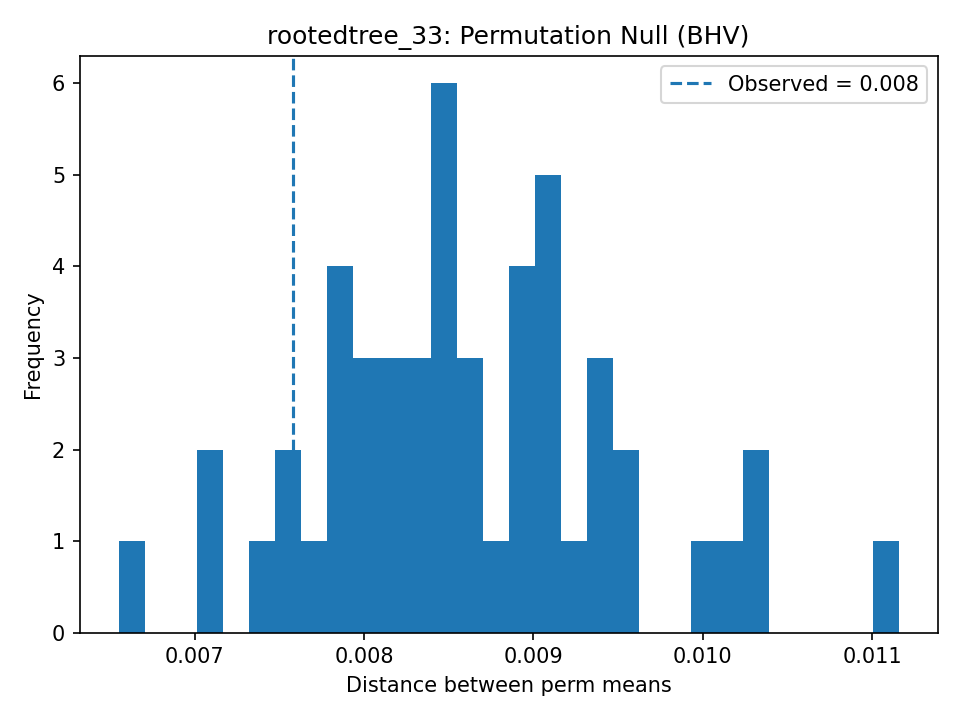 rootedtree_33: Permutation Null (BHV)
Observed = 0.008
Frequency
6
5
4
3
2
1
0
0.007 0.008 0.009 0.010 0.011
Distance between perm means